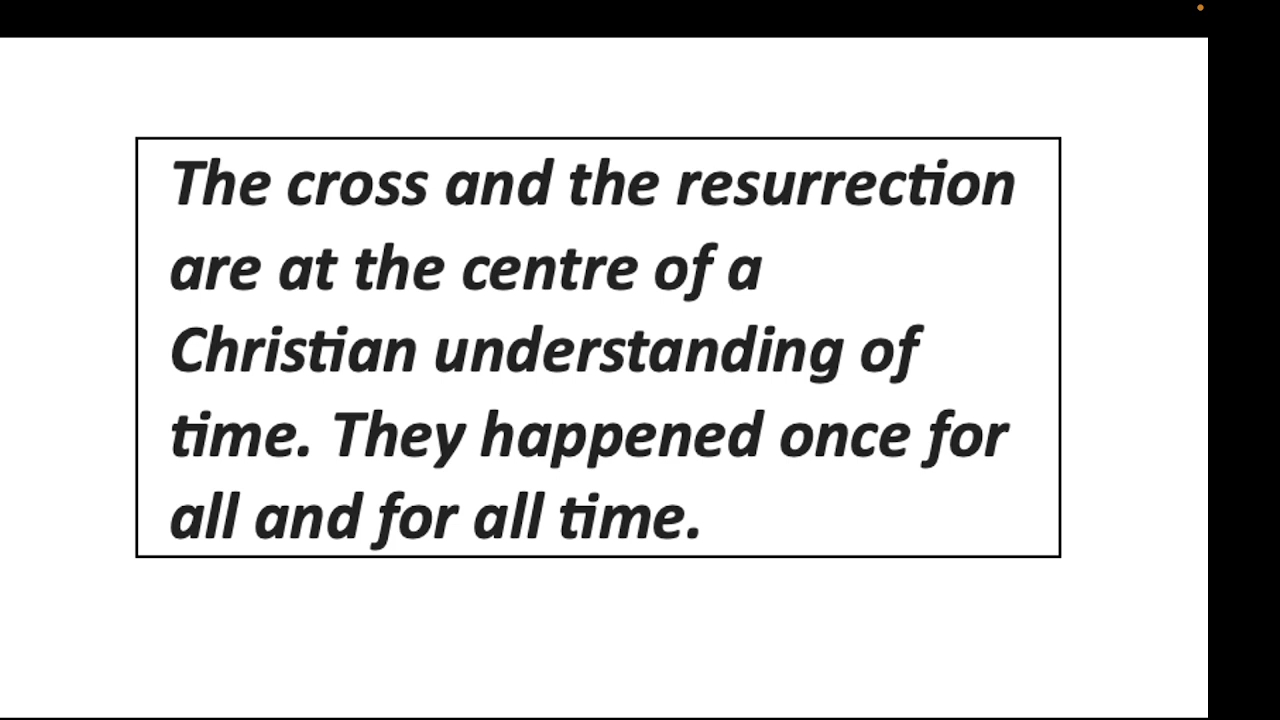 The cross and the resurrection
are at the centre of a
Christian understanding of
time. They happened once for
all and for all time.